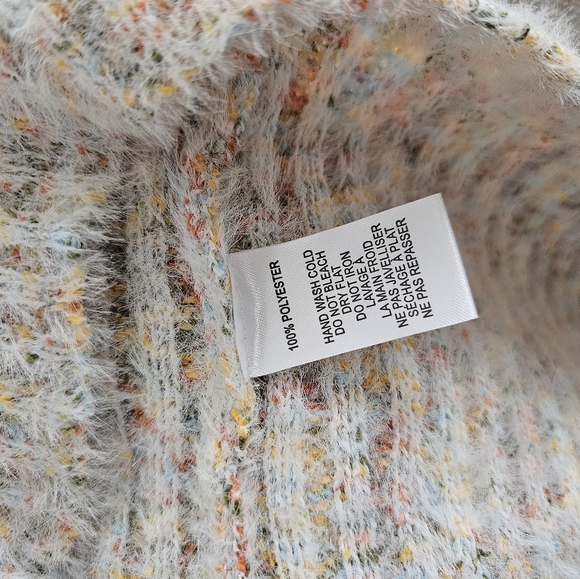 100% POLYESTER
HAND WASH COLD
DO NOT BLEACH
DRY FLAT
DO NOT IRON
LAVAGE A
LA MAIN FROID
NE PAS JAVELLISER
SÉCHAGE À PLAT
NE PAS REPASSER